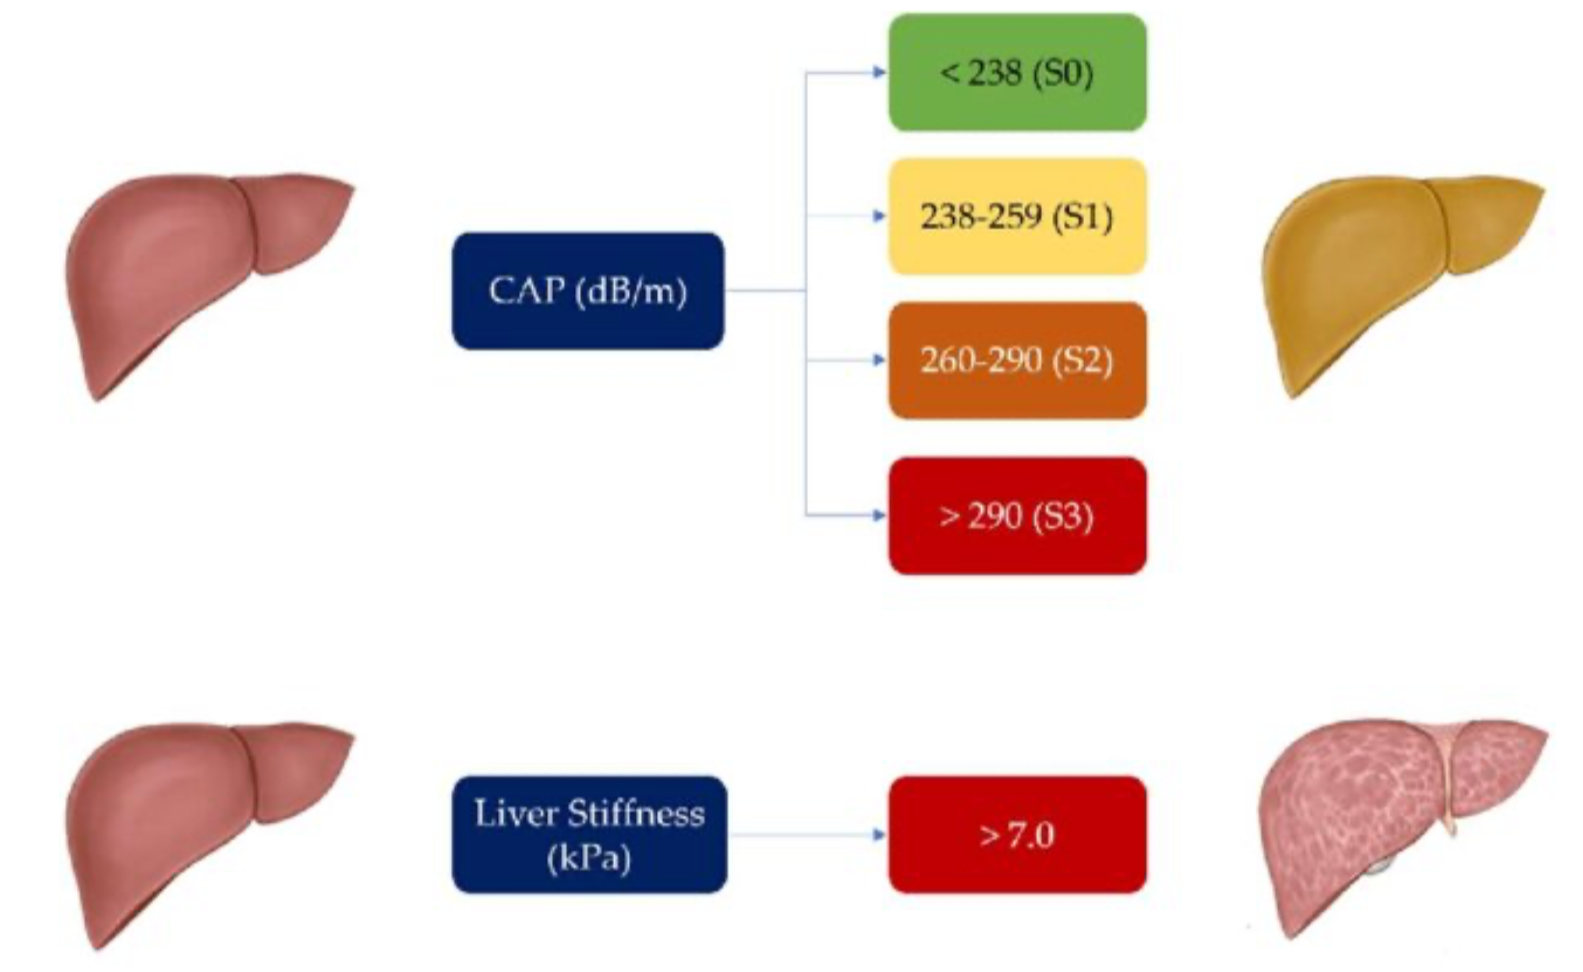 < 238 (S0)
238-259 (S1)
CAP (dB/m)
260-290 (S2)
> 290 (S3)
Liver Stiffness
(kPa)
> 7.0